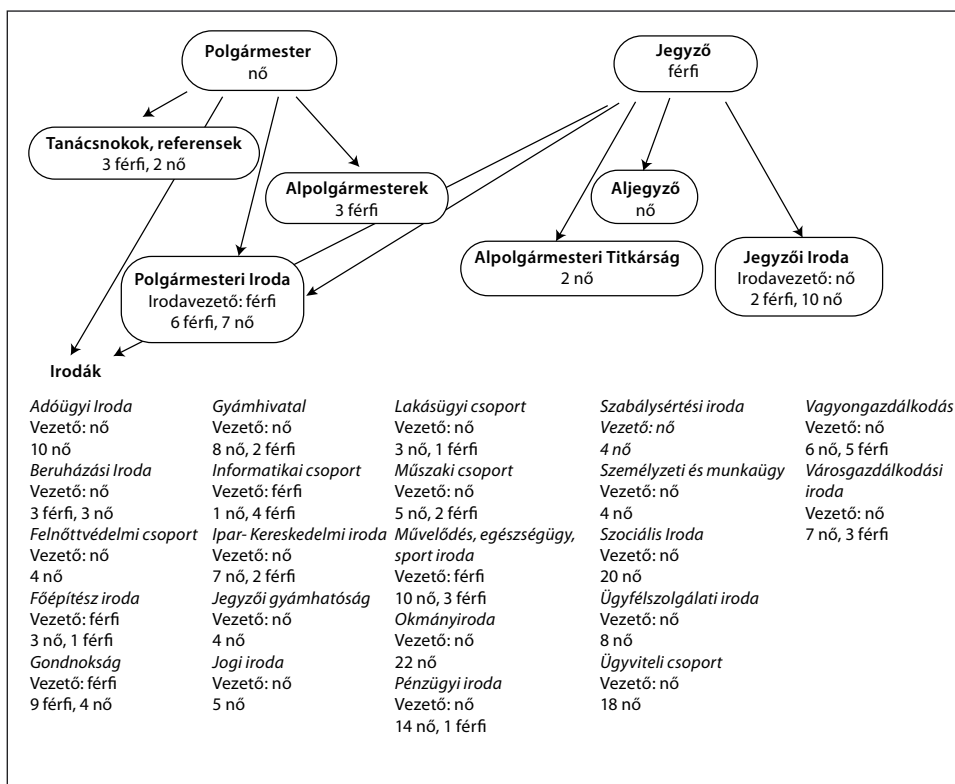 Polgármester
nő
Jegyző
férfi
Tanácsnokok, referensek
3 férfi, 2 nő
Alpolgármesterek
3 férfi
Aljegyző
nő
Polgármesteri Iroda
Irodavezető: férfi
6 férfi, 7 nő
Alpolgármesteri Titkárság
2 nő
Jegyzői Iroda
Irodavezető: nő
2 férfi, 10 nő
Irodák
Adóügyi Iroda
Vezető: nő
10 nő
Beruházási Iroda
Vezető: nő
3 férfi, 3 nő
Felnőttvédelmi csoport
Vezető: nő
4 nő
Főépítész iroda
Vezető: férfi
3 nő, 1 férfi
Gondnokság
Vezető: férfi
9 férfi, 4 nő
Gyámhivatal
Vezető: nő
8 nő, 2 férfi
Informatikai csoport
Vezető: férfi
1 nő, 4 férfi
Ipar- Kereskedelmi iroda
Vezető: nő
7 nő, 2 férfi
Jegyzői gyámhatóság
Vezető: nő
4 nő
Jogi iroda
Vezető: nő
5 nő
Lakásügyi csoport
Vezető: nő
3 nő, 1 férfi
Műszaki csoport
Vezető: nő
5 nő, 2 férfi
Művelődés, egészségügy,
sport iroda
Vezető: férfi
10 nő, 3 férfi
Okmányiroda
Vezető: nő
22 nő
Pénzügyi iroda
Vezető: nő
14 nő, 1 férfi
Szabálysértési iroda
Vezető: nő
4 nő
Személyzeti és munkaügy
Vezető: nő
4 nő
Szociális Iroda
Vezető: nő
20 nő
Ügyfélszolgálati iroda
Vezető: nő
8 nő
Ügyviteli csoport
Vezető: nő
18 nő
Vagyongazdálkodás
Vezető: nő
6 nő, 5 férfi
Városgazdálkodási
iroda
Vezető: nő
7 nő, 3 férfi